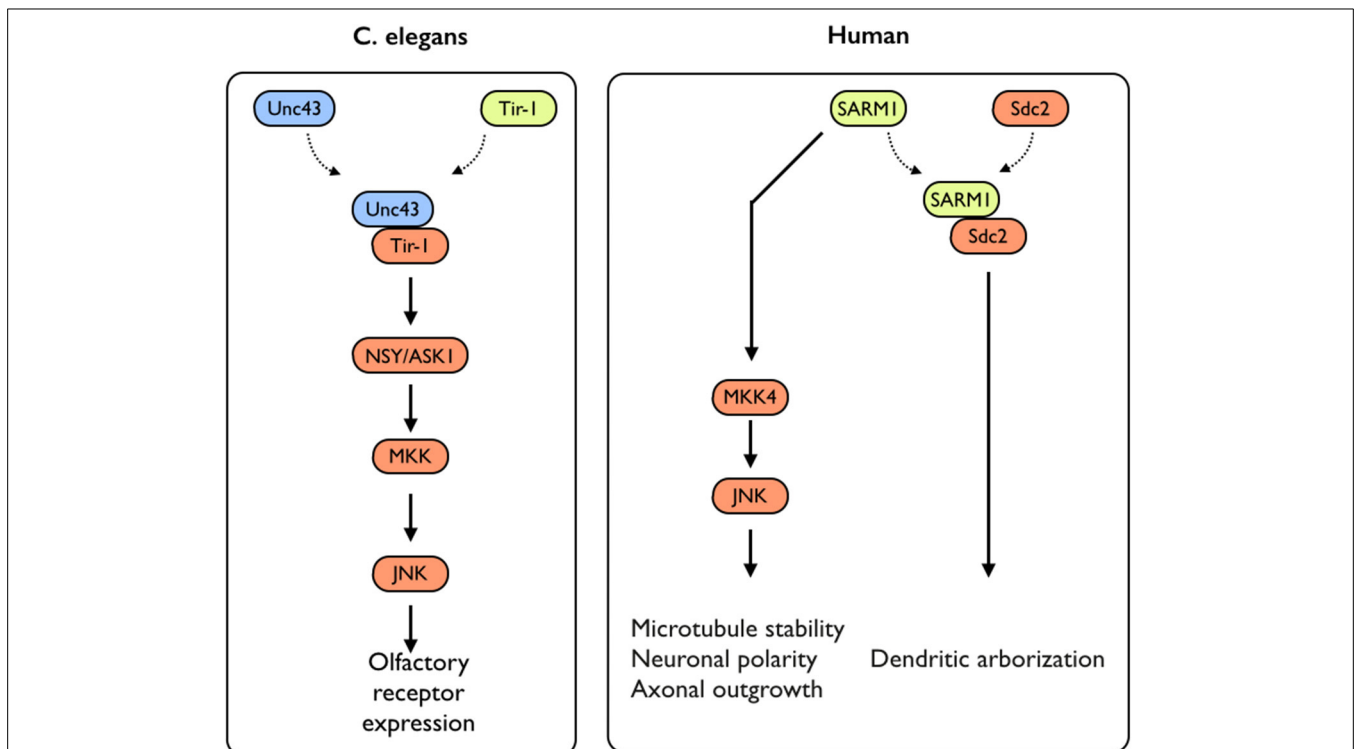 C. elegans
Unc43
Tir-1
Unc43
Tir-1
NSY/ASK1
MKK
JNK
Olfactory
receptor
expression
Human
SARM1
Sdc2
SARM1
Sdc2
MKK4
JNK
Microtubule stability
Neuronal polarity
Axonal outgrowth
Dendritic arborization